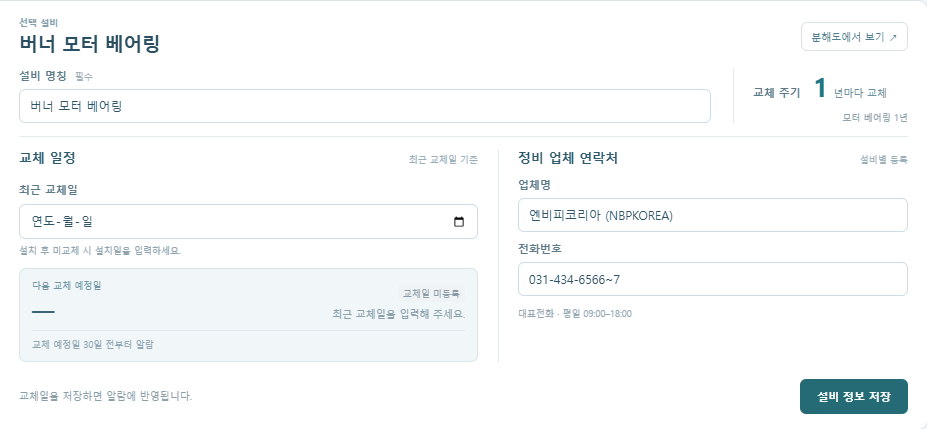 선택 설비
버너 모터 베어링
분해도에서 보기 ↗
설비 명칭 필수
버너 모터 베어링
교체 주기 1 년마다 교체
모터 베어링 1년
교체 일정 최근 교체일 기준
최근 교체일
연도-월-일
설치 후 미교체 시 설치일을 입력하세요.
다음 교체 예정일
교체일 미등록
—
최근 교체일을 입력해 주세요.
교체 예정일 30일 전부터 알람
정비 업체 연락처 설비별 등록
업체명
엔비피코리아 (NBPKOREA)
전화번호
031-434-6566~7
대표전화 · 평일 09:00–18:00
교체일을 저장하면 알람에 반영됩니다.
설비 정보 저장